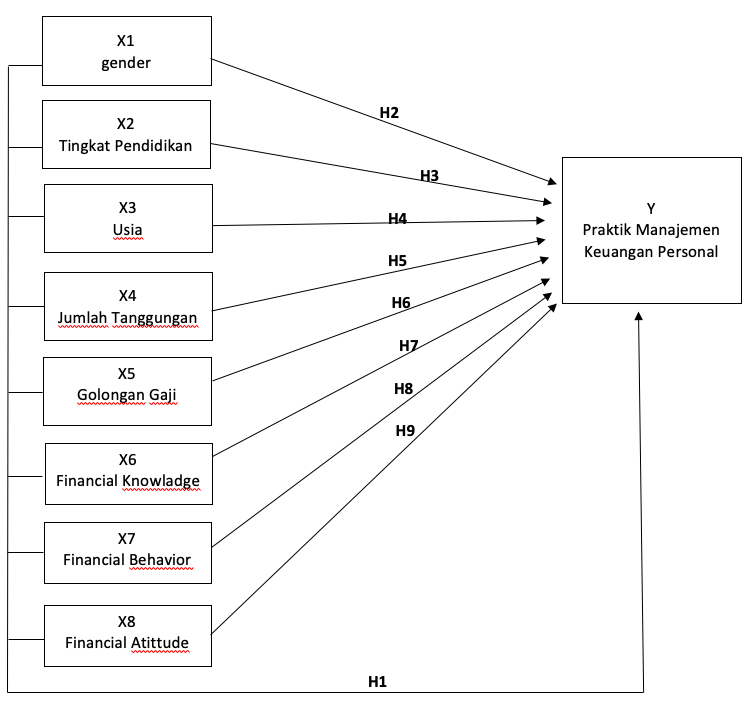 X1
gender
H2
X2
Tingkat Pendidikan
H3
X3
Usia
H4
Y
Praktik Manajemen
Keuangan Personal
X4
Jumlah Tanggungan
H5
X5
Golongan Gaji
H6
X6
Financial Knowladge
H7
X7
Financial Behavior
H8
X8
Financial Atittude
H9
H1